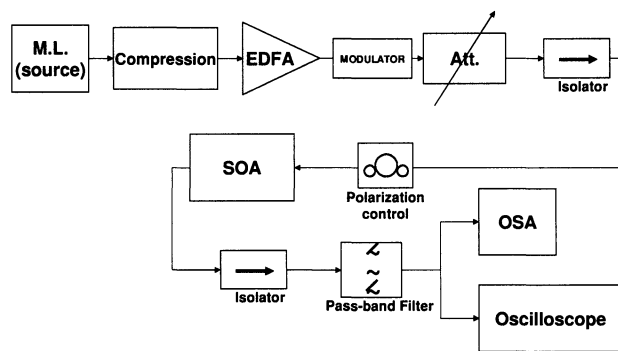 M.L.
(source)
Compression
EDFA
MODULATOR
Att.
Isolator
SOA
Polarization
control
OSA
Isolator
Pass-band Filter
Oscilloscope